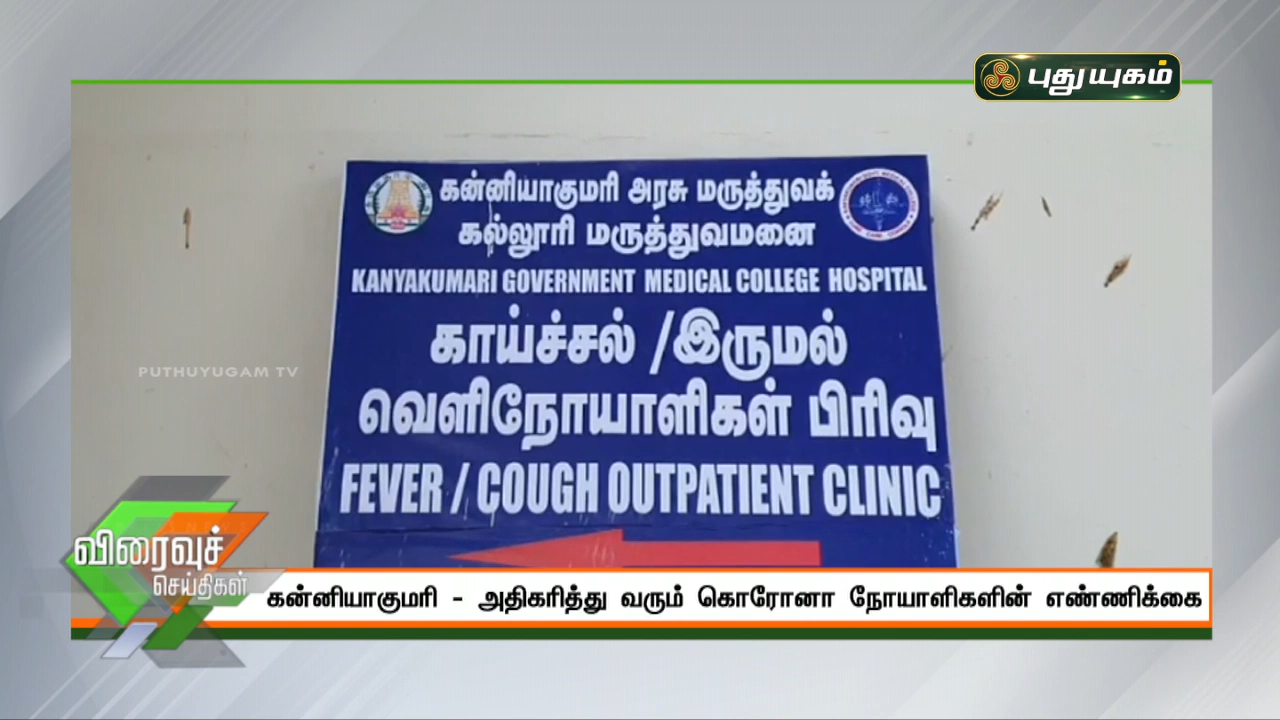 புதுயுகம்
கன்னியாகுமரி அரசு மருத்துவக்
கல்லூரி மருத்துவமனை
KANYAKUMARI GOVERNMENT MEDICAL COLLEGE HOSPITAL
காய்ச்சல் /இருமல்
PUTHUYUGAM TV
வெளிநோயாளிகள் பிரிவு
FEVER / COUGH OUTPATIENT CLINIC
விரைவுச்
செய்திகள்
கன்னியாகுமரி - அதிகரித்து வரும் கொரோனா நோயாளிகளின் எண்ணிக்கை